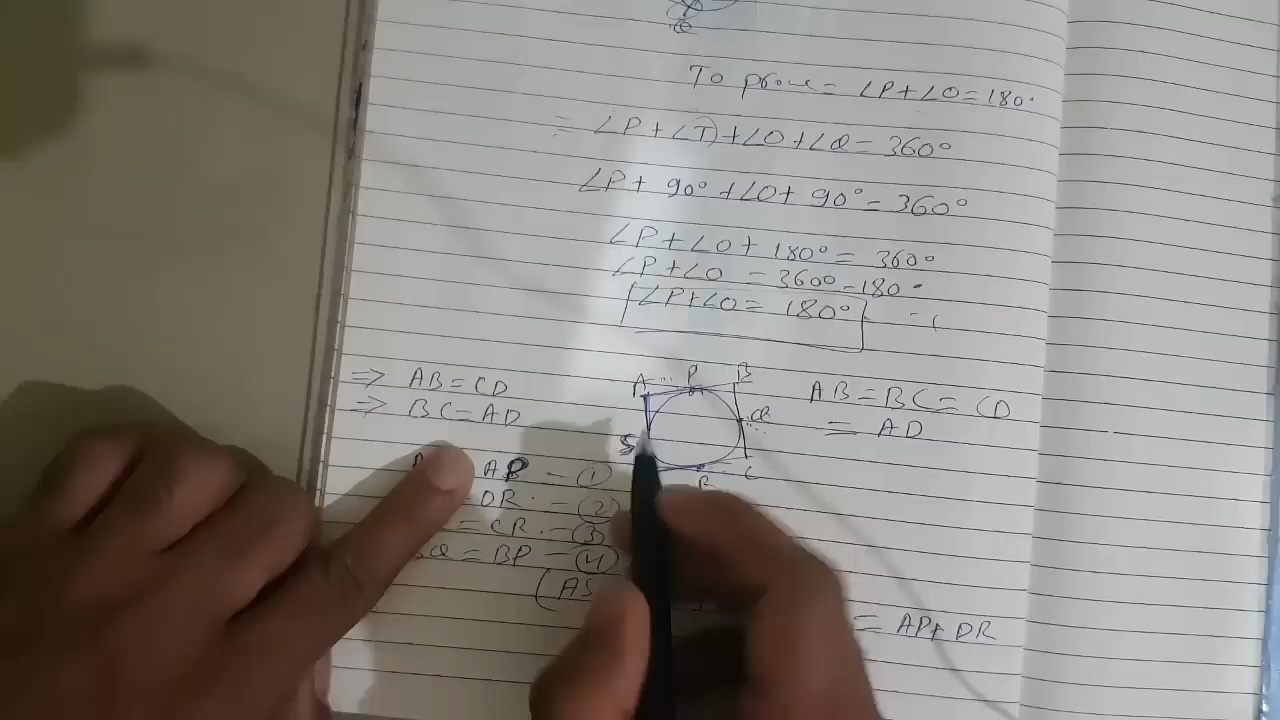 Q
To prove = ∠P+∠O=180°
= ∠P+∠T+∠O+∠Q=360°
∠P+ 90°+∠O+ 90°=360°
∠P+∠O+ 180°= 360°
∠P+∠O = 360°-180°
∠P+∠O= 180°
⇒ AB=CD
⇒ BC=AD
A P B
Q
S
R C
AB=BC=CD
= AD
AP - ①
DR - ②
= CR - ③
= BP - ④
(AS
= AP+DR